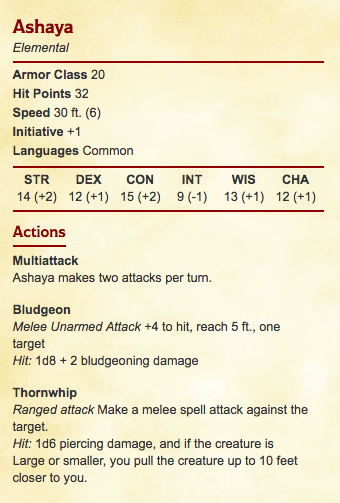 Ashaya
Elemental
Armor Class 20
Hit Points 32
Speed 30 ft. (6)
Initiative +1
Languages Common
STR DEX CON INT WIS CHA
14 (+2) 12 (+1) 15 (+2) 9 (-1) 13 (+1) 12 (+1)
Actions
Multiattack
Ashaya makes two attacks per turn.
Bludgeon
Melee Unarmed Attack +4 to hit, reach 5 ft., one
target
Hit: 1d8 + 2 bludgeoning damage
Thornwhip
Ranged attack Make a melee spell attack against the
target.
Hit: 1d6 piercing damage, and if the creature is
Large or smaller, you pull the creature up to 10 feet
closer to you.